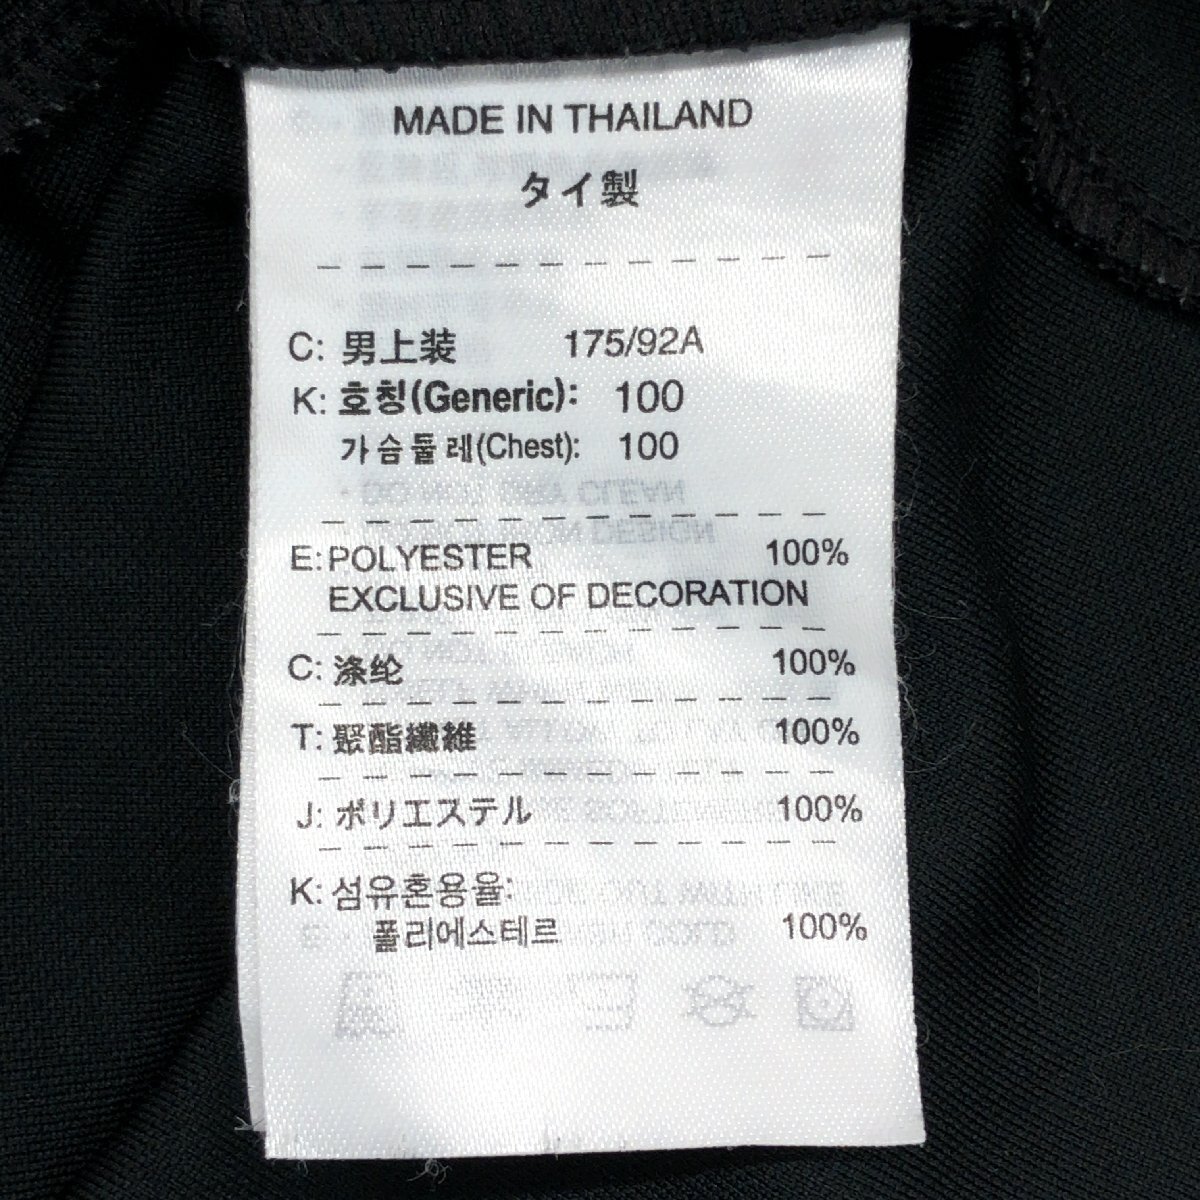 MADE IN THAILAND
タイ製
C: 男上装 175/92A
K: 호칭(Generic): 100
가슴둘레(Chest): 100
E: POLYESTER 100%
EXCLUSIVE OF DECORATION
C: 涤纶 100%
T: 聚酯纖維 100%
J: ポリエステル 100%
K: 섬유혼용율:
폴리에스테르 100%